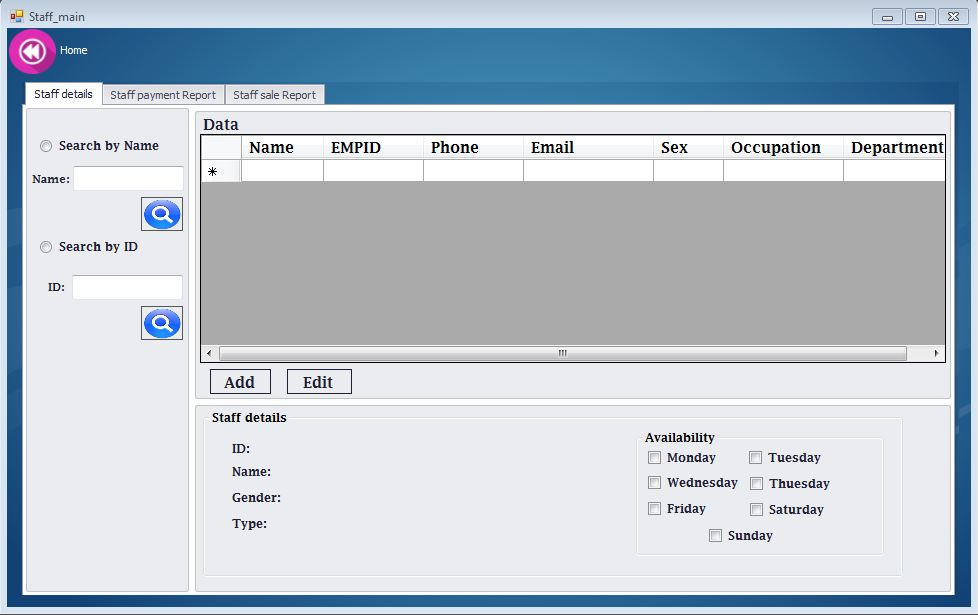 Staff_main
Home
Staff details Staff payment Report Staff sale Report
Search by Name
Name:
Search by ID
ID:
Data
Name EMPID Phone Email Sex Occupation Department
Add Edit
Staff details
ID:
Name:
Gender:
Type:
Availability
Monday Tuesday
Wednesday Thuesday
Friday Saturday
Sunday